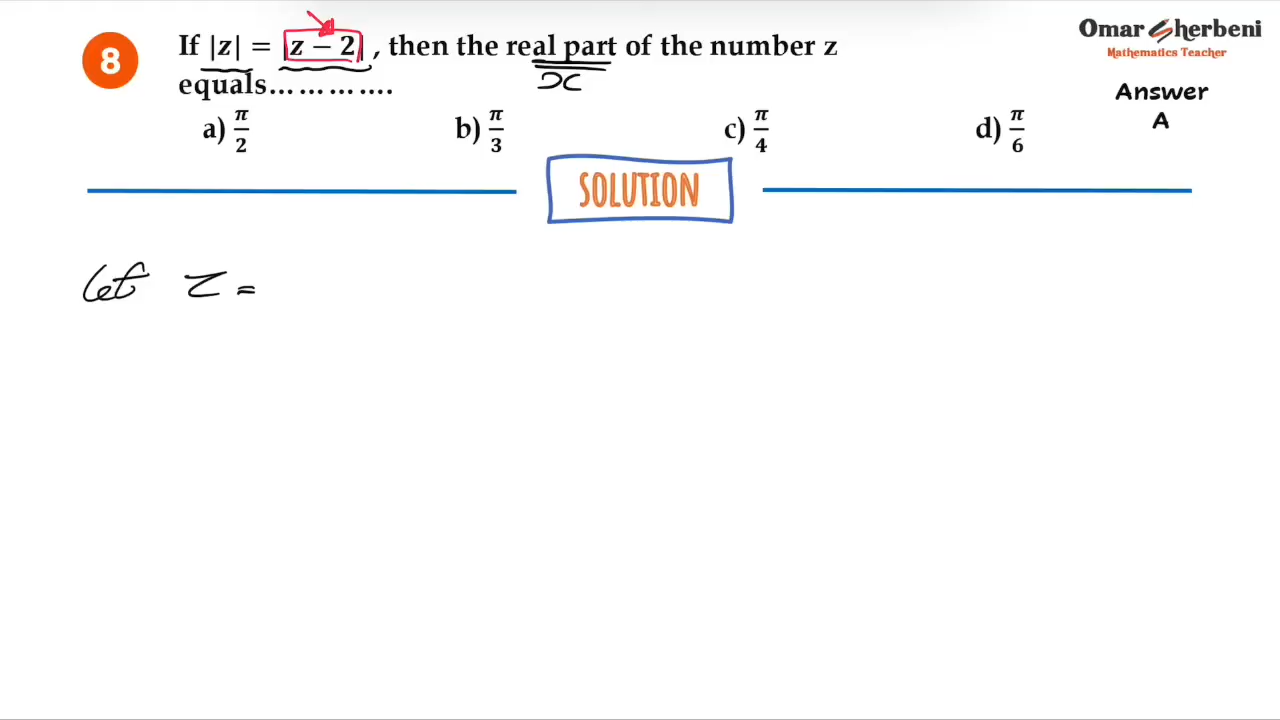 8
If |z| = |z − 2| , then the real part of the number z
equals…………. x
a) π/2 b) π/3 c) π/4 d) π/6
Omar Sherbeni
Mathematics Teacher
Answer
A
SOLUTION
Let Z =